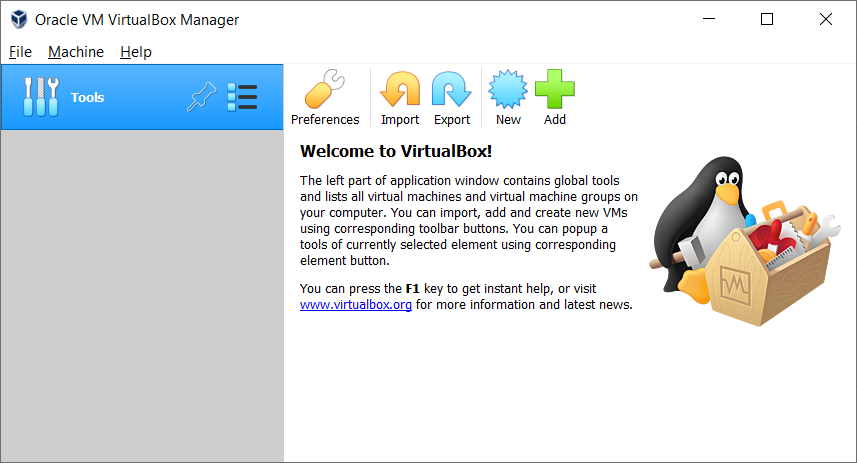 Oracle VM VirtualBox Manager
File Machine Help
Tools
Preferences Import Export New Add
Welcome to VirtualBox!
The left part of application window contains global tools
and lists all virtual machines and virtual machine groups on
your computer. You can import, add and create new VMs
using corresponding toolbar buttons. You can popup a
tools of currently selected element using corresponding
element button.
You can press the F1 key to get instant help, or visit
www.virtualbox.org for more information and latest news.
VM